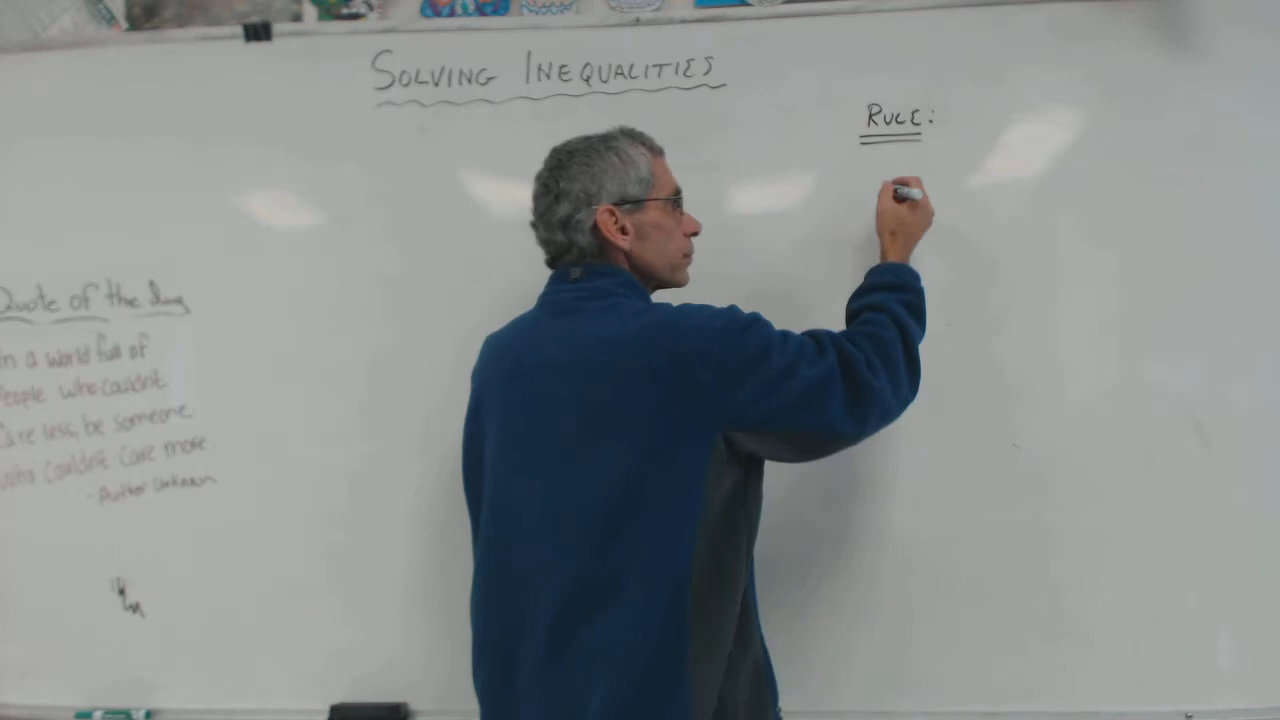 SOLVING INEQUALITIES
RULE:
Quote of the day
In a world full of
People who couldn't
Care less, be someone
who couldn't care more
- Author Unknown